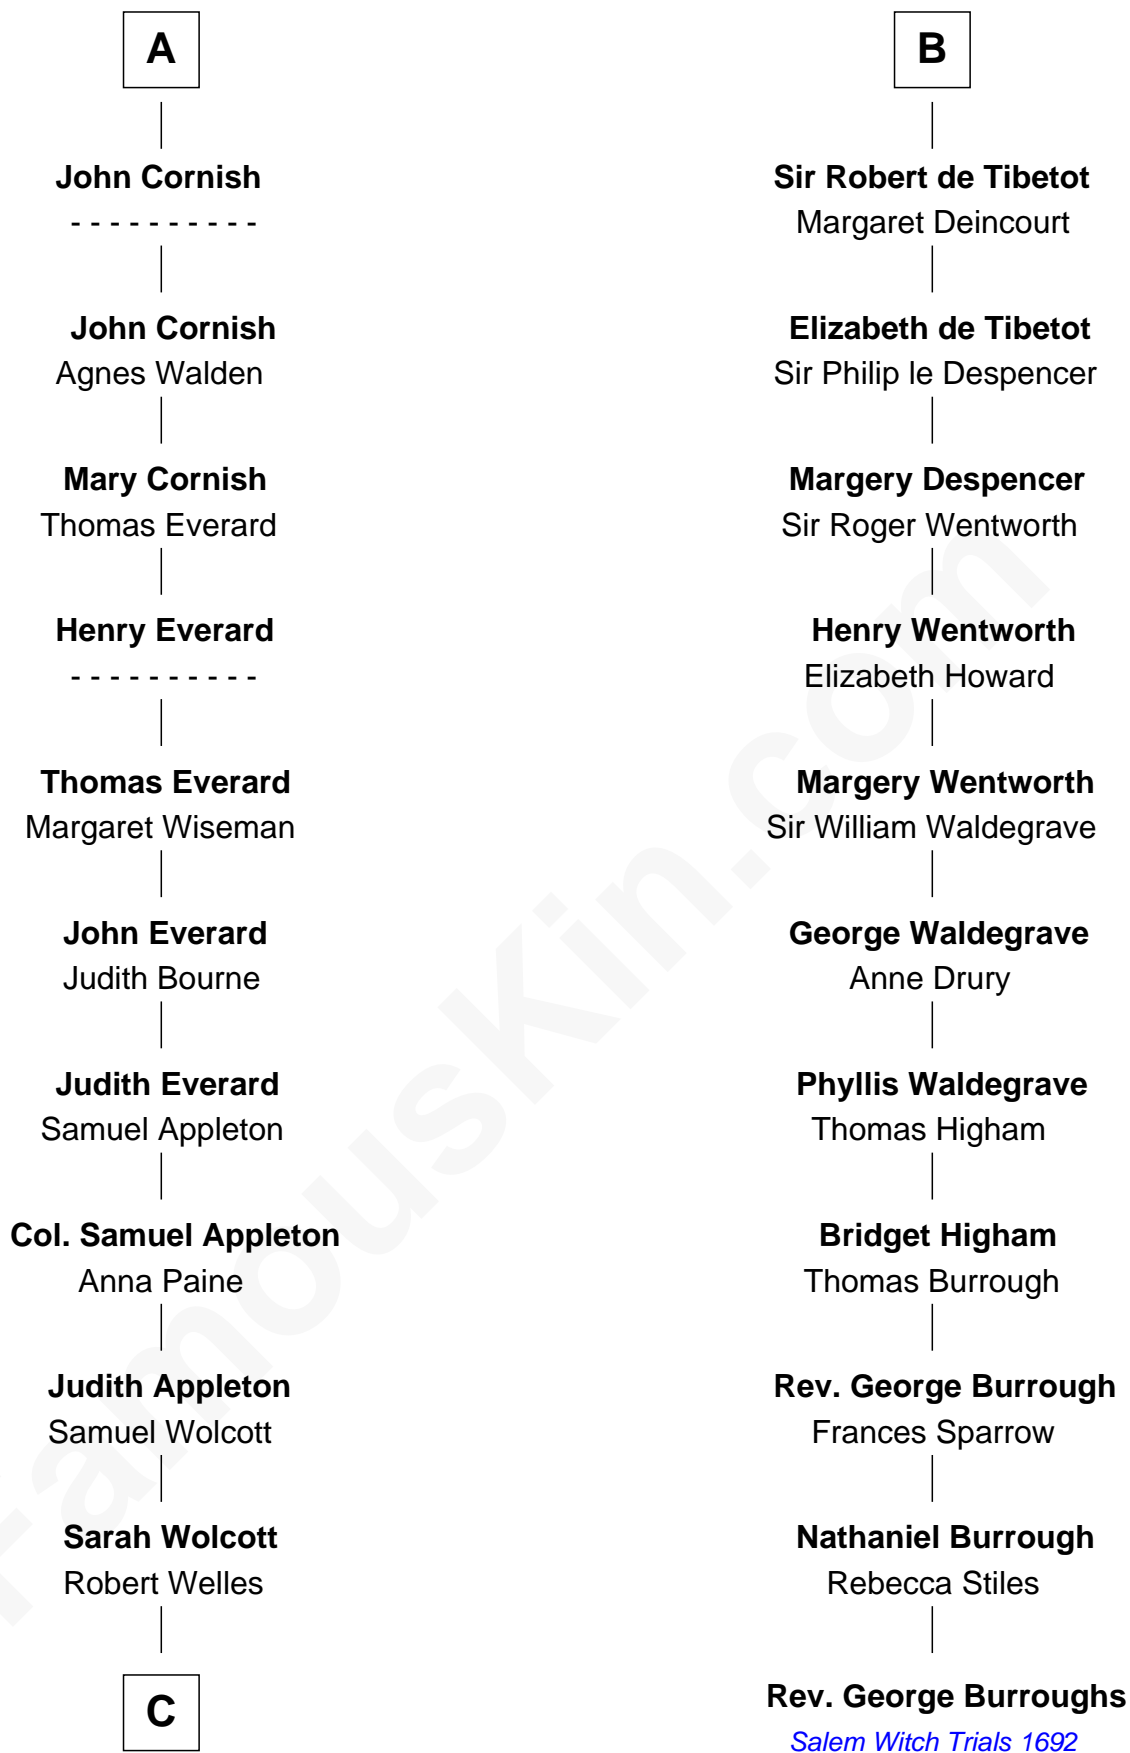 A
John Cornish
- - - - - - - - - -
John Cornish
Agnes Walden
Mary Cornish
Thomas Everard
Henry Everard
- - - - - - - - - -
Thomas Everard
Margaret Wiseman
John Everard
Judith Bourne
Judith Everard
Samuel Appleton
Col. Samuel Appleton
Anna Paine
Judith Appleton
Samuel Wolcott
Sarah Wolcott
Robert Welles
C
B
Sir Robert de Tibetot
Margaret Deincourt
Elizabeth de Tibetot
Sir Philip le Despencer
Margery Despencer
Sir Roger Wentworth
Henry Wentworth
Elizabeth Howard
Margery Wentworth
Sir William Waldegrave
George Waldegrave
Anne Drury
Phyllis Waldegrave
Thomas Higham
Bridget Higham
Thomas Burrough
Rev. George Burrough
Frances Sparrow
Nathaniel Burrough
Rebecca Stiles
Rev. George Burroughs
Salem Witch Trials 1692
FamousKin.com